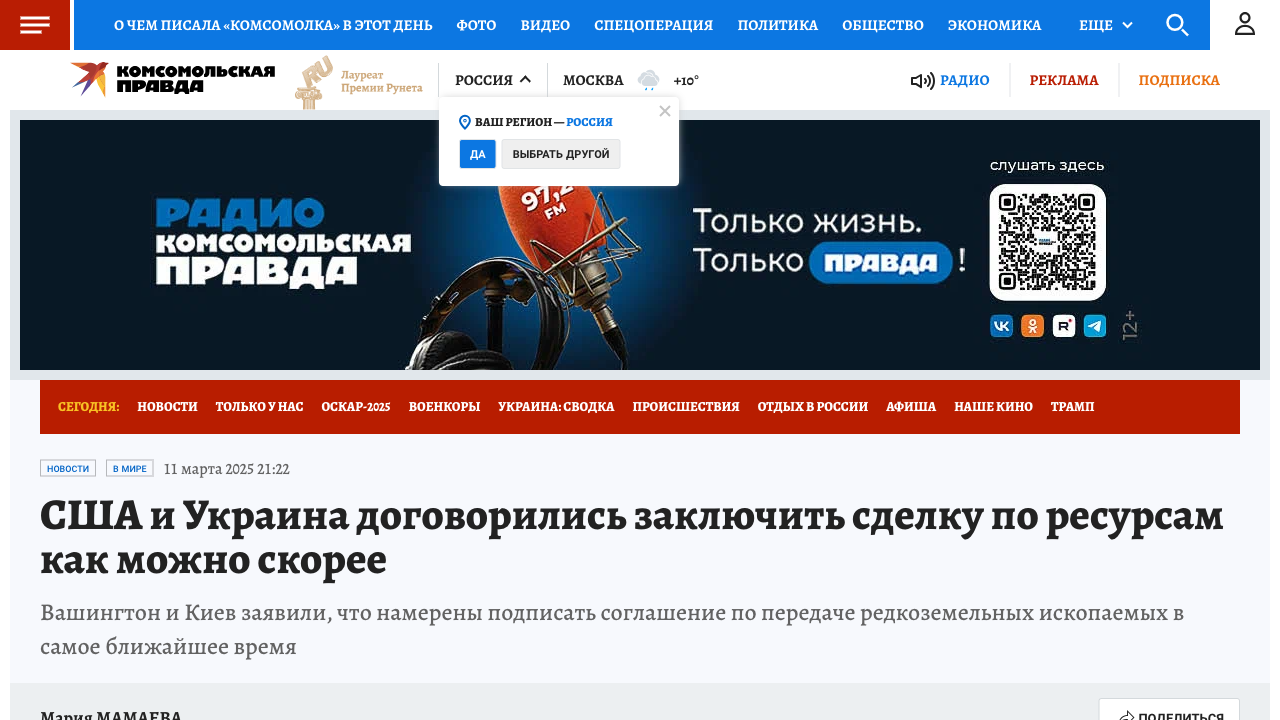 О ЧЕМ ПИСАЛА «КОМСОМОЛКА» В ЭТОТ ДЕНЬ ФОТО ВИДЕО СПЕЦОПЕРАЦИЯ ПОЛИТИКА ОБЩЕСТВО ЭКОНОМИКА ЕЩЕ
КОМСОМОЛЬСКАЯ
ПРАВДА
.RU
Лауреат
Премии Рунета
РОССИЯ МОСКВА +10° РАДИО РЕКЛАМА ПОДПИСКА
ВАШ РЕГИОН — РОССИЯ
ДА ВЫБРАТЬ ДРУГОЙ
РАДИО
КОМСОМОЛЬСКАЯ
ПРАВДА
97,2
FM
Только жизнь.
Только ПРАВДА!
слушать здесь
12+
СЕГОДНЯ: НОВОСТИ ТОЛЬКО У НАС ОСКАР-2025 ВОЕНКОРЫ УКРАИНА: СВОДКА ПРОИСШЕСТВИЯ ОТДЫХ В РОССИИ АФИША НАШЕ КИНО ТРАМП
НОВОСТИ В МИРЕ 11 марта 2025 21:22
США и Украина договорились заключить сделку по ресурсам
как можно скорее
Вашингтон и Киев заявили, что намерены подписать соглашение по передаче редкоземельных ископаемых в
самое ближайшее время
Мария МАМАЕВА
ПОДЕЛИТЬСЯ